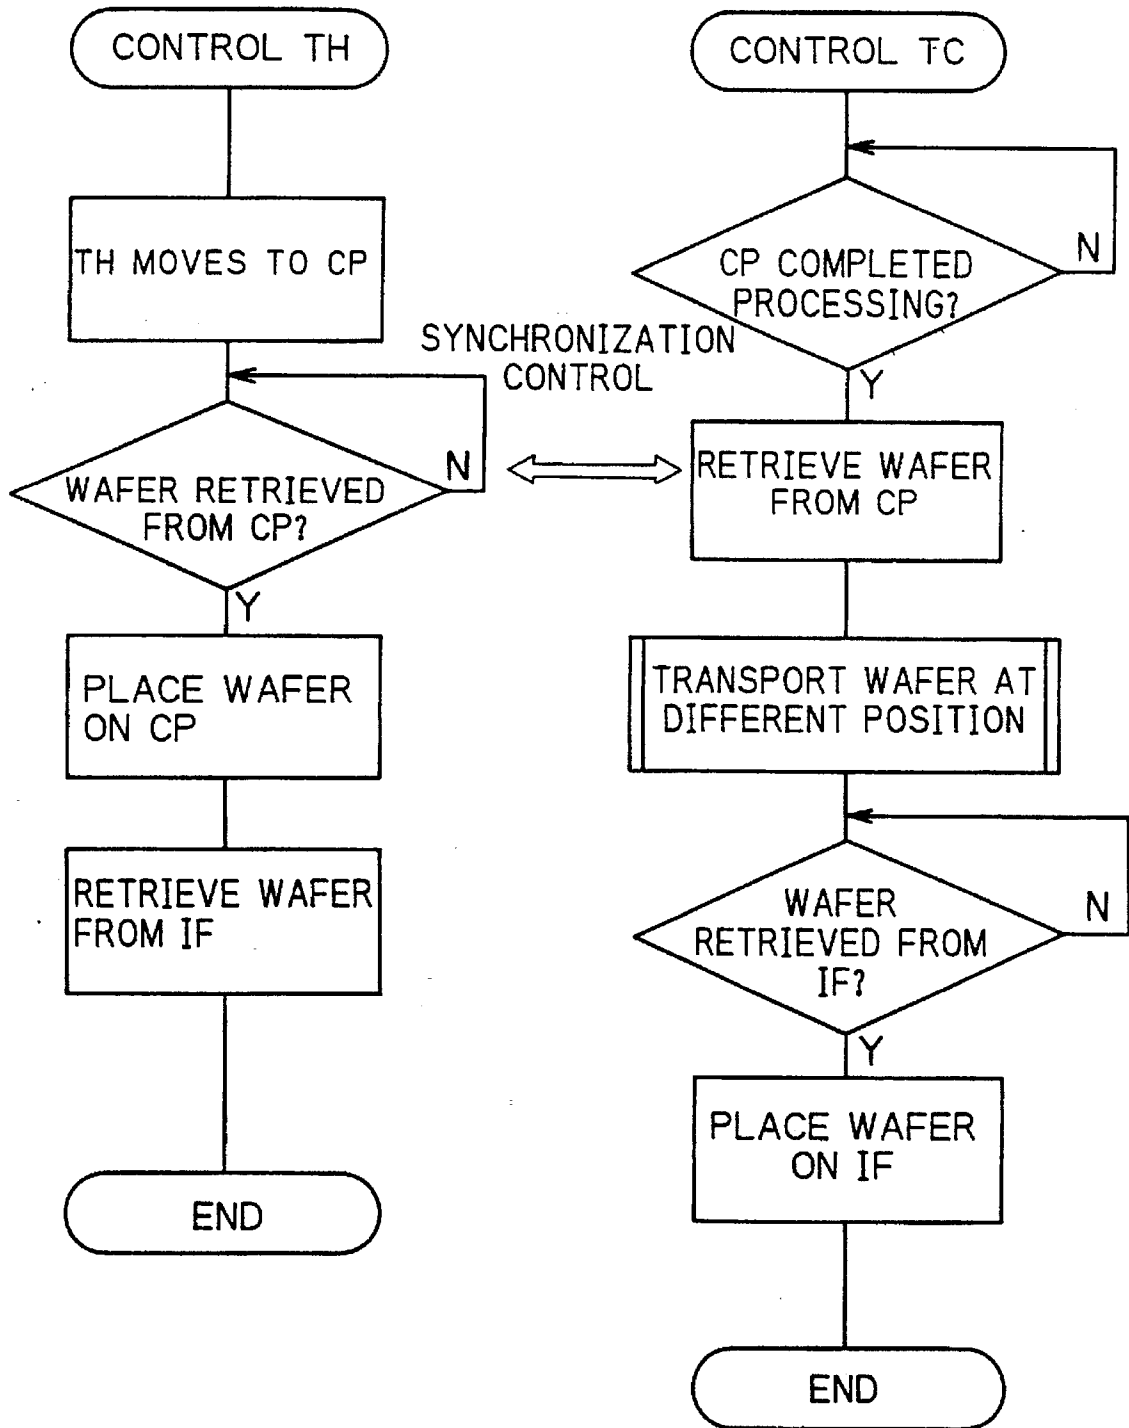 CONTROL TH
TH MOVES TO CP
WAFER RETRIEVED
FROM CP?
N
Y
PLACE WAFER
ON CP
RETRIEVE WAFER
FROM IF
END
SYNCHRONIZATION
CONTROL
CONTROL TC
CP COMPLETED
PROCESSING?
N
Y
RETRIEVE WAFER
FROM CP
TRANSPORT WAFER AT
DIFFERENT POSITION
WAFER
RETRIEVED FROM
IF?
N
Y
PLACE WAFER
ON IF
END